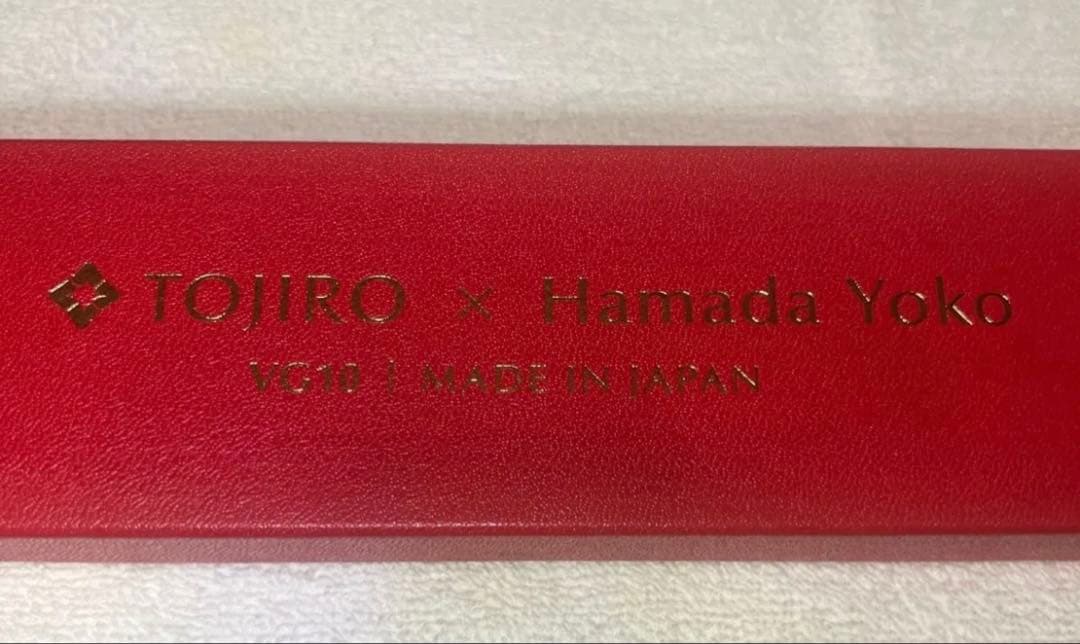 TOJIRO × Hamada Yoko
VG10 | MADE IN JAPAN